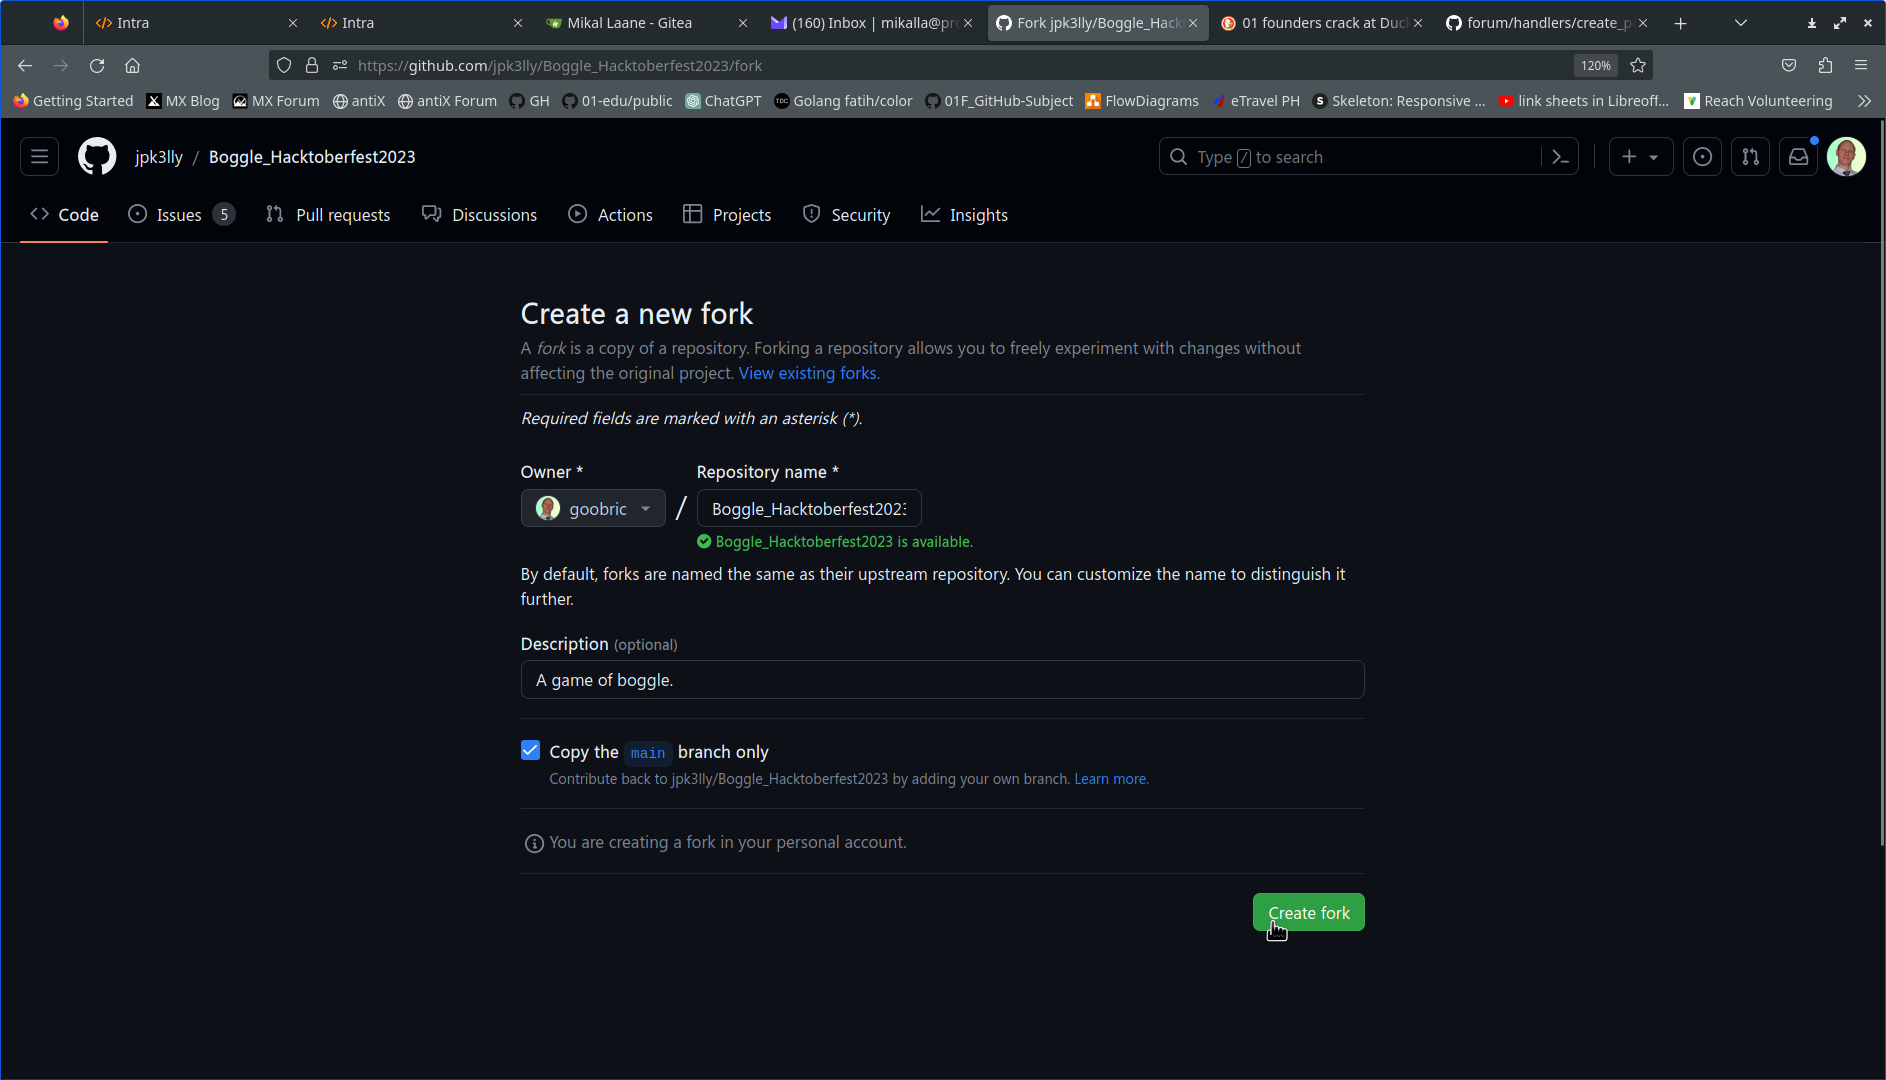 Intra
Intra
Mikal Laane - Gitea
(160) Inbox | mikalla@pr
Fork jpk3lly/Boggle_Hack
01 founders crack at Duc
forum/handlers/create_p
https://github.com/jpk3lly/Boggle_Hacktoberfest2023/fork
120%
Getting Started
MX Blog
MX Forum
antiX
antiX Forum
GH
01-edu/public
ChatGPT
TDC
Golang fatih/color
01F_GitHub-Subject
FlowDiagrams
eTravel PH
S
Skeleton: Responsive ...
link sheets in Libreoff...
Reach Volunteering
jpk3lly / Boggle_Hacktoberfest2023
Type / to search
Code
Issues 5
Pull requests
Discussions
Actions
Projects
Security
Insights
Create a new fork
A fork is a copy of a repository. Forking a repository allows you to freely experiment with changes without
affecting the original project. View existing forks.
Required fields are marked with an asterisk (*).
Owner *
Repository name *
goobric
/
Boggle_Hacktoberfest2023
Boggle_Hacktoberfest2023 is available.
By default, forks are named the same as their upstream repository. You can customize the name to distinguish it
further.
Description (optional)
A game of boggle.
Copy the main branch only
Contribute back to jpk3lly/Boggle_Hacktoberfest2023 by adding your own branch. Learn more.
You are creating a fork in your personal account.
Create fork